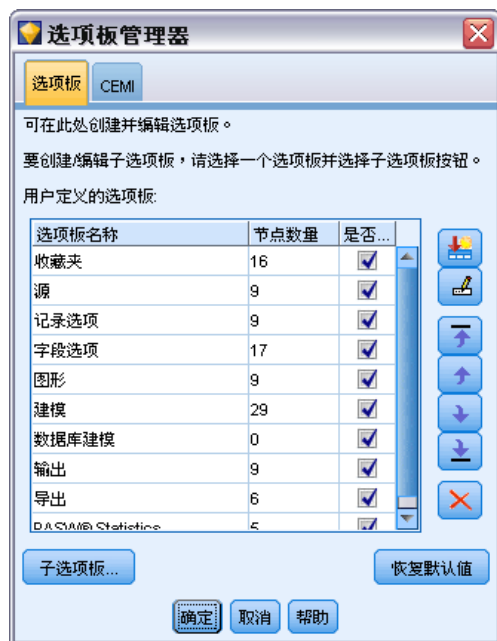 选项板管理器
选项板 CEMI
可在此处创建并编辑选项板。
要创建/编辑子选项板，请选择一个选项板并选择子选项板按钮。
用户定义的选项板:
选项板名称 节点数量 是否...
收藏夹 16
源 9
记录选项 9
字段选项 17
图形 9
建模 29
数据库建模 0
输出 9
导出 6
PASW® Statistics 5
子选项板... 恢复默认值
确定 取消 帮助